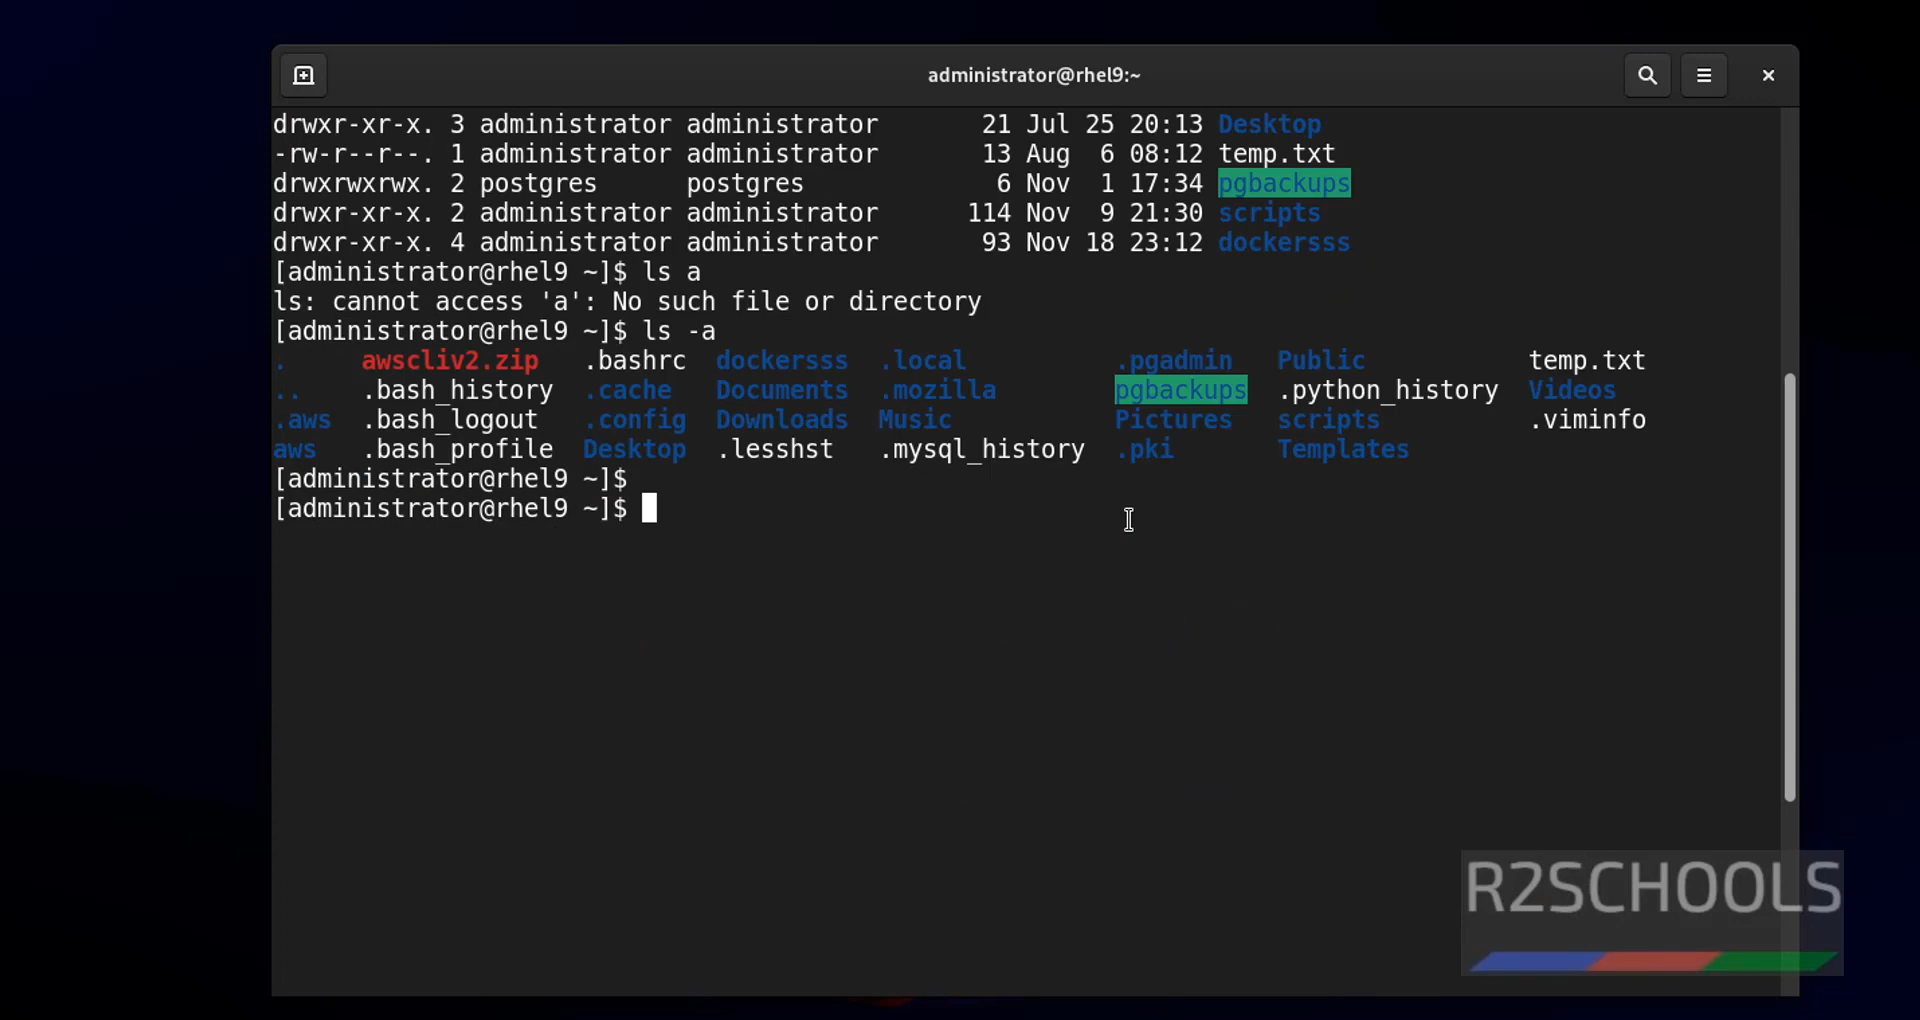 administrator@rhel9:~
drwxr-xr-x. 3 administrator administrator 21 Jul 25 20:13 Desktop
-rw-r--r--. 1 administrator administrator 13 Aug 6 08:12 temp.txt
drwxrwxrwx. 2 postgres postgres 6 Nov 1 17:34 pgbackups
drwxr-xr-x. 2 administrator administrator 114 Nov 9 21:30 scripts
drwxr-xr-x. 4 administrator administrator 93 Nov 18 23:12 dockersss
[administrator@rhel9 ~]$ ls a
ls: cannot access 'a': No such file or directory
[administrator@rhel9 ~]$ ls -a
. awscliv2.zip .bashrc dockersss .local .pgadmin Public temp.txt
.. .bash_history .cache Documents .mozilla pgbackups .python_history Videos
.aws .bash_logout .config Downloads Music Pictures scripts .viminfo
aws .bash_profile Desktop .lesshst .mysql_history .pki Templates
[administrator@rhel9 ~]$
[administrator@rhel9 ~]$
R2SCHOOLS